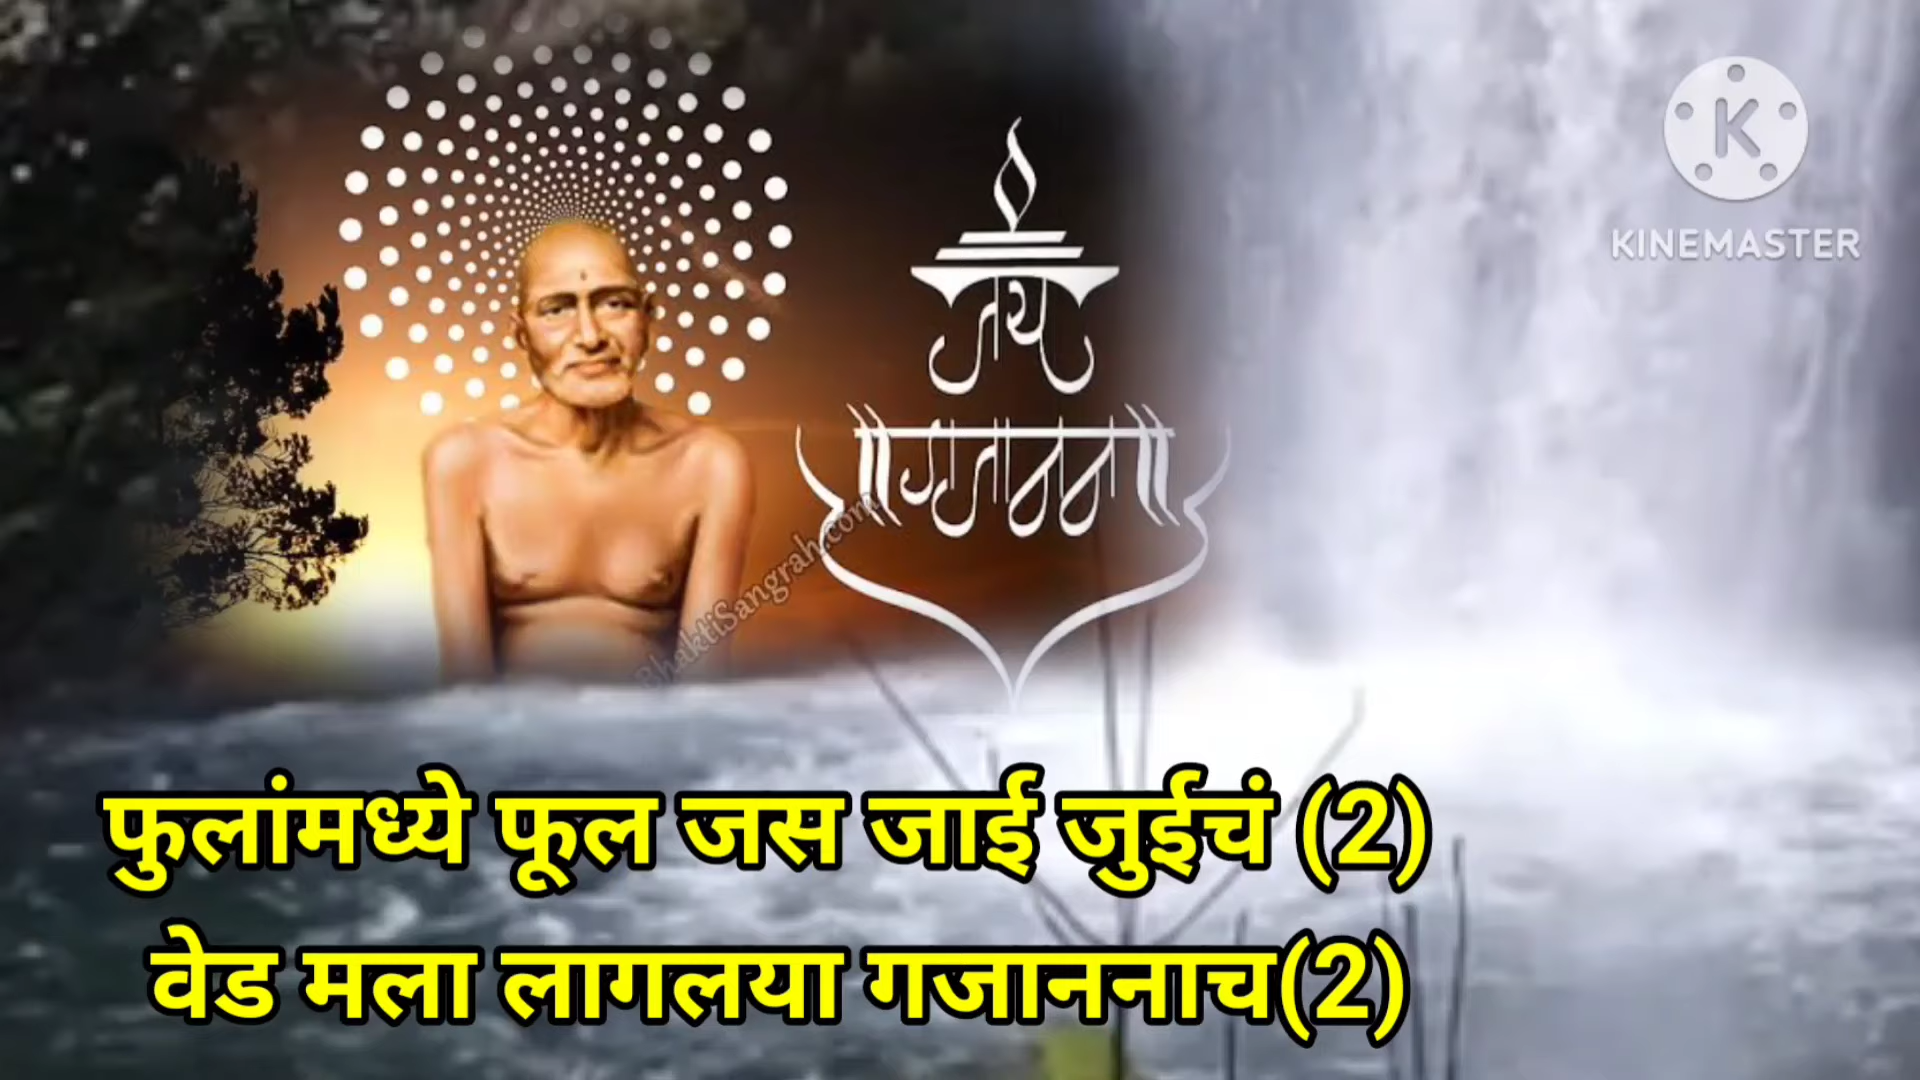 K
KINEMASTER
जय
॥गजानन॥
BhaktiSangrah.com
फुलांमध्ये फूल जस जाई जुईचं (2)
वेड मला लागलया गजाननाच(2)